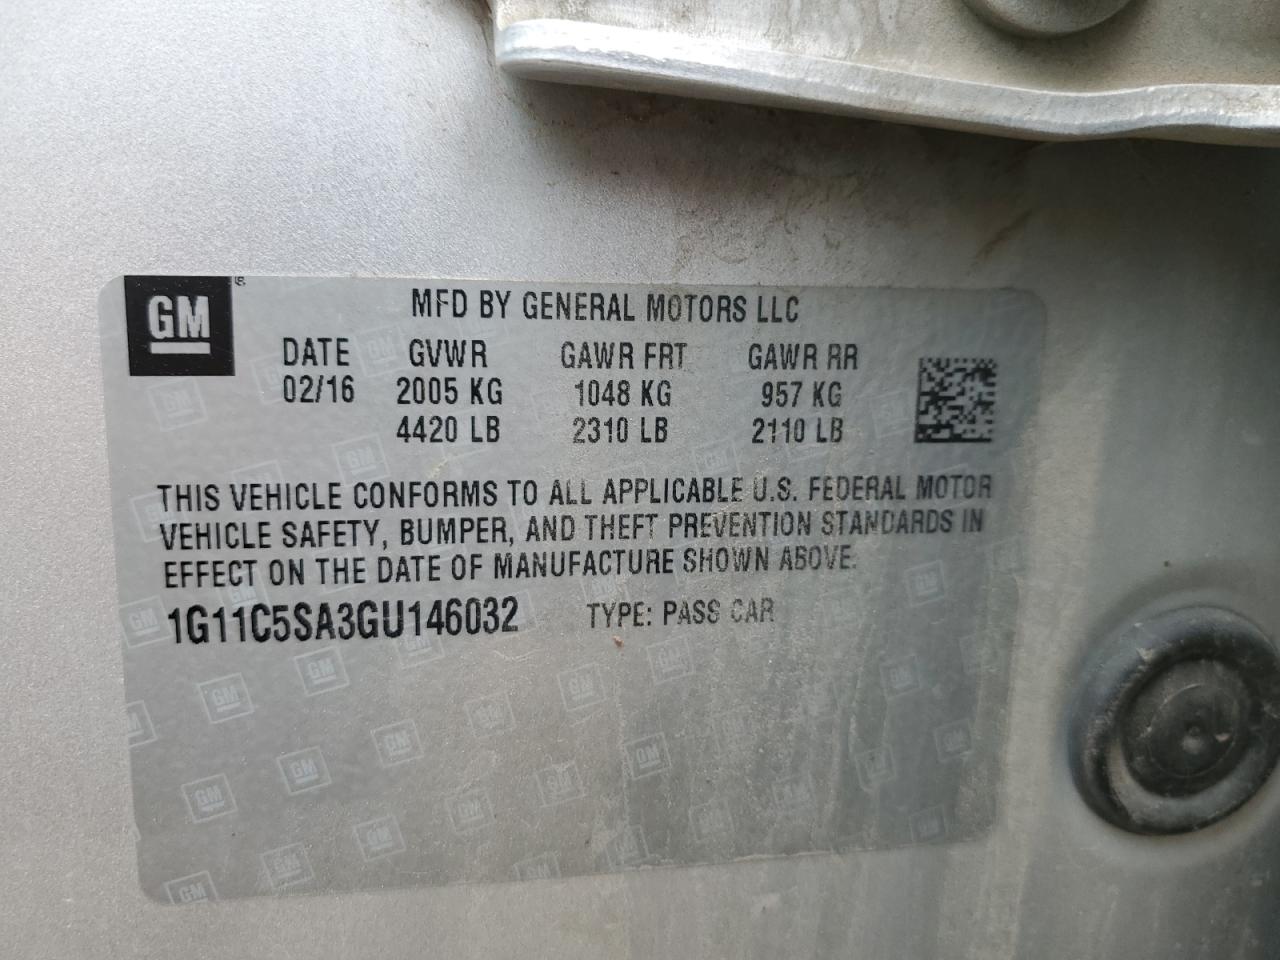 GM
MFD BY GENERAL MOTORS LLC
DATE GVWR GAWR FRT GAWR RR
02/16 2005 KG 1048 KG 957 KG
4420 LB 2310 LB 2110 LB
THIS VEHICLE CONFORMS TO ALL APPLICABLE U.S. FEDERAL MOTOR
VEHICLE SAFETY, BUMPER, AND THEFT PREVENTION STANDARDS IN
EFFECT ON THE DATE OF MANUFACTURE SHOWN ABOVE.
1G11C5SA3GU146032 TYPE: PASS CAR